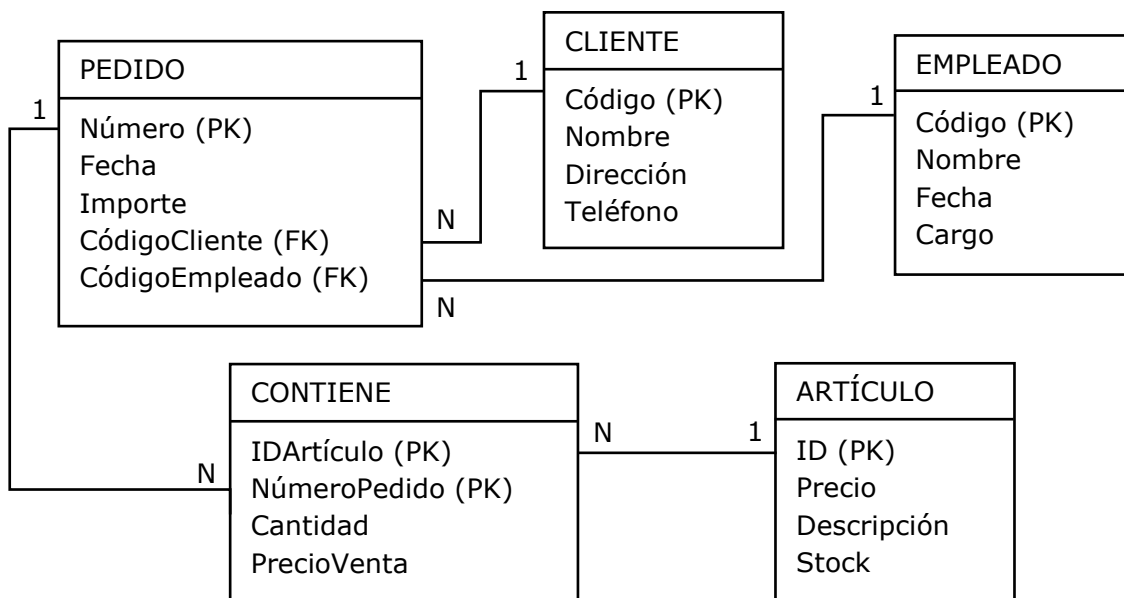 PEDIDO
Número (PK)
Fecha
Importe
CódigoCliente (FK)
CódigoEmpleado (FK)
1
N
N
CLIENTE
1
Código (PK)
Nombre
Dirección
Teléfono
EMPLEADO
1
Código (PK)
Nombre
Fecha
Cargo
CONTIENE
N
IDArtículo (PK)
NúmeroPedido (PK)
Cantidad
PrecioVenta
N
1
ARTÍCULO
ID (PK)
Precio
Descripción
Stock